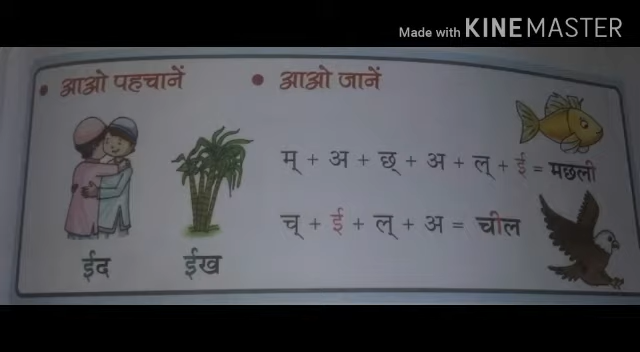 Made with KINEMASTER
• आओ पहचानें
• आओ जानें
म् + अ + छ् + अ + ल् + ई = मछली
च् + ई + ल् + अ = चील
ईद
ईख